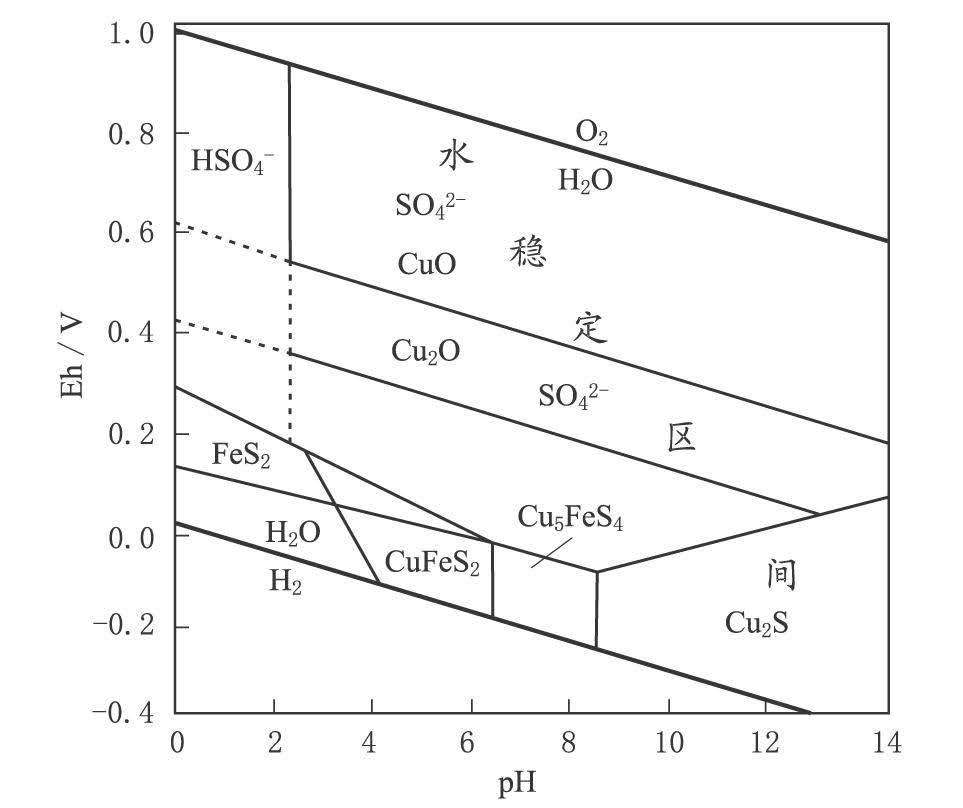 1.0
0.8
0.6
0.4
0.2
0.0
−0.2
−0.4
Eh / V
O₂
H₂O
水
HSO₄⁻
SO₄²⁻
CuO
稳
定
Cu₂O
SO₄²⁻
区
FeS₂
Cu₅FeS₄
H₂O
H₂
CuFeS₂
间
Cu₂S
0 2 4 6 8 10 12 14
pH